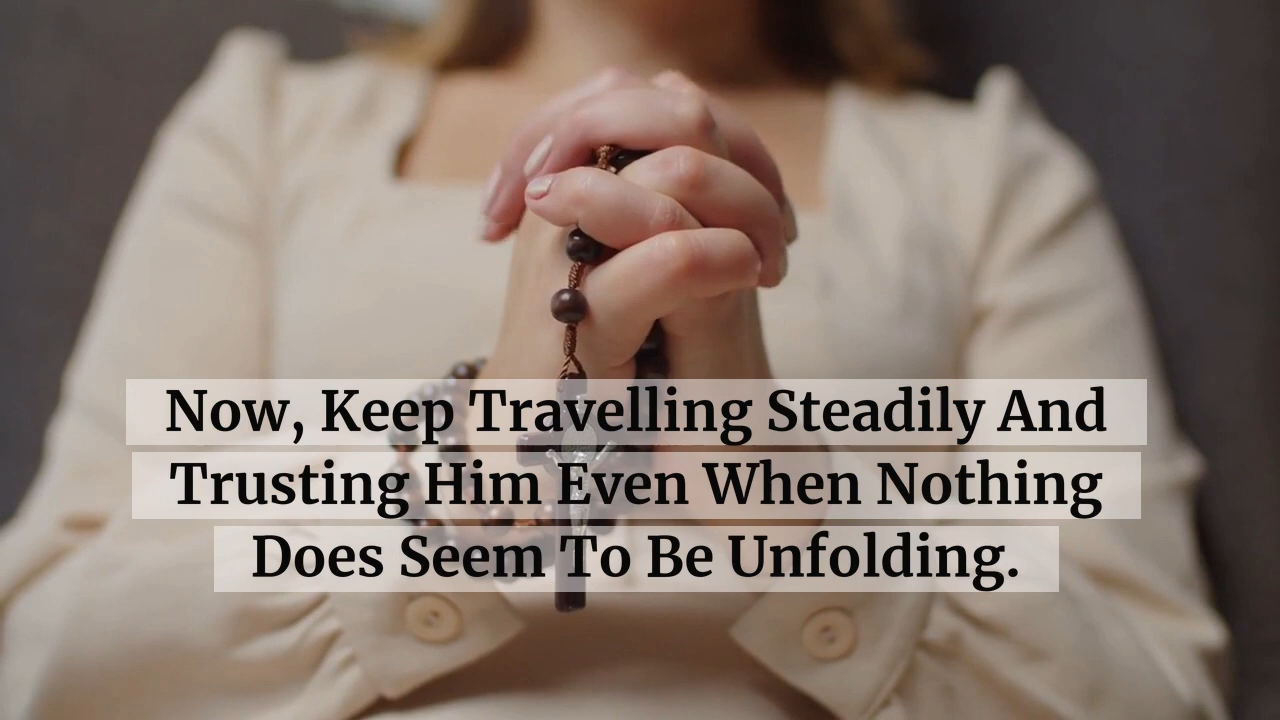 Now, Keep Travelling Steadily And
Trusting Him Even When Nothing
Does Seem To Be Unfolding.